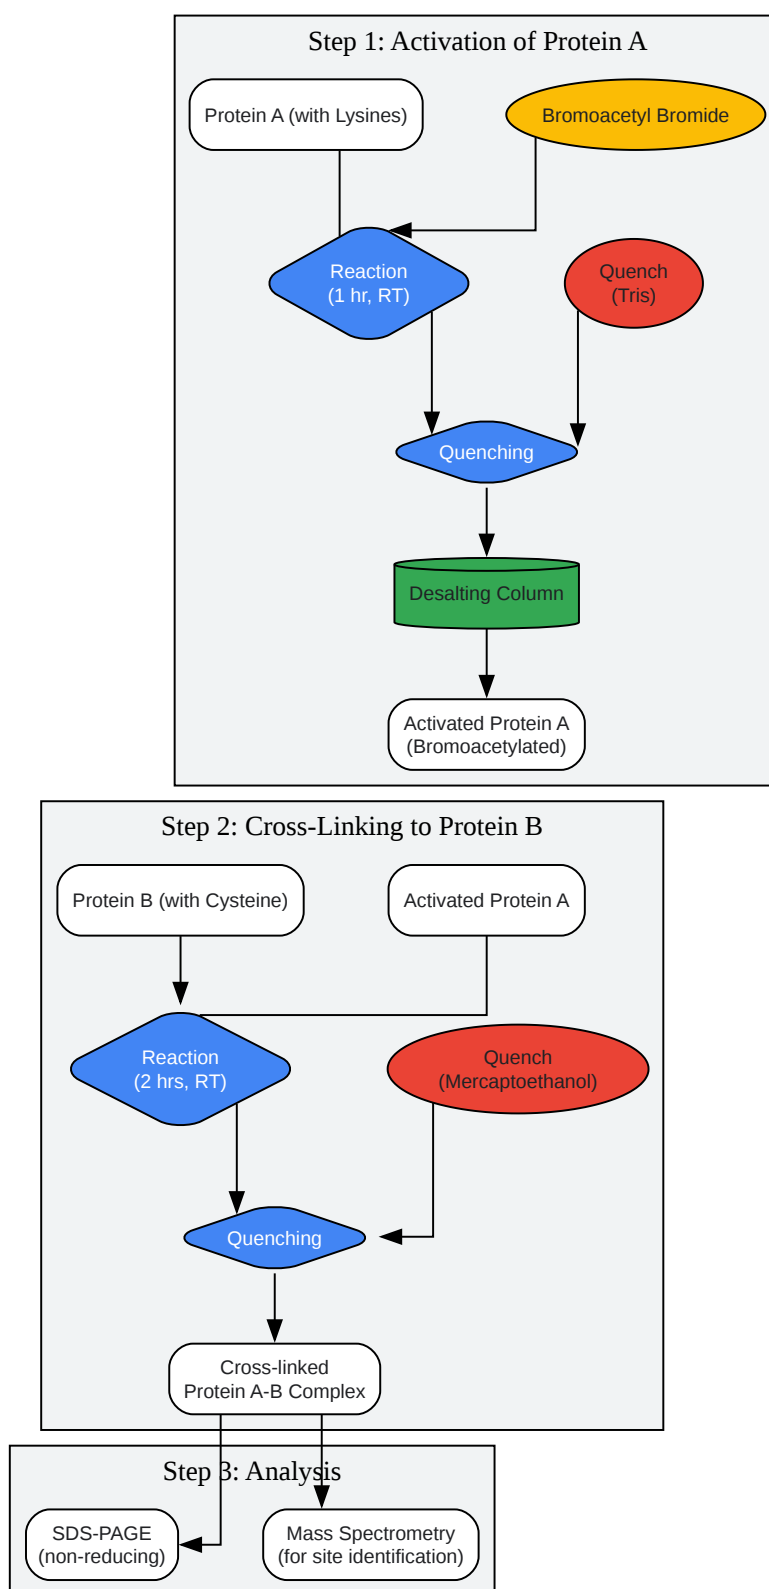 Step 1: Activation of Protein A
Protein A (with Lysines)
Bromoacetyl Bromide
Reaction
(1 hr, RT)
Quench
(Tris)
Quenching
Desalting Column
Activated Protein A
(Bromoacetylated)
Step 2: Cross-Linking to Protein B
Protein B (with Cysteine)
Activated Protein A
Reaction
(2 hrs, RT)
Quench
(Mercaptoethanol)
Quenching
Cross-linked
Protein A-B Complex
Step 3: Analysis
SDS-PAGE
(non-reducing)
Mass Spectrometry
(for site identification)